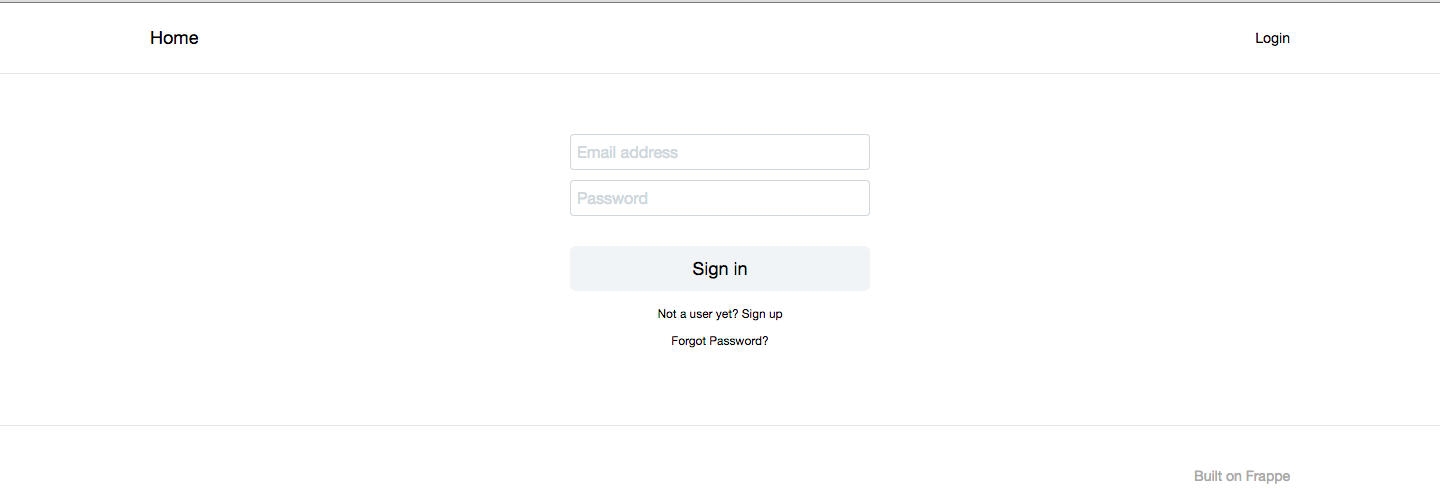 Home
Login
Email address
Password
Sign in
Not a user yet? Sign up
Forgot Password?
Built on Frappe